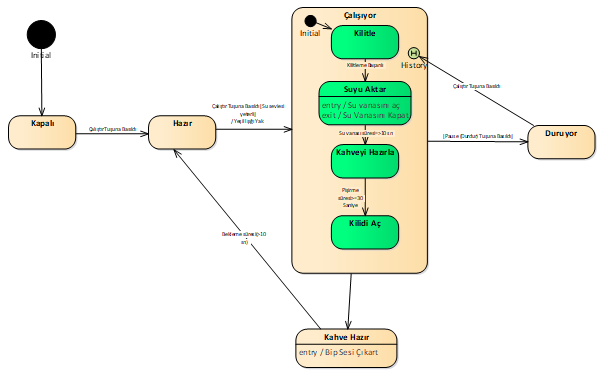 Initial
Kapalı
Çalıştır Tuşuna Basıldı
Hazır
Çalıştır Tuşuna Basıldı [Su seviesi
yeterli]
/ Yeşil Işığı Yak
Çalışıyor
Initial
Kilitle
Kilitleme Başarılı
History
Suyu Aktar
entry / Su vanasını aç
exit / Su Vanasını Kapat
Su vanası süresi>=10 sn
Kahveyi Hazırla
Pişirme
süresi>=30
Saniye
Kilidi Aç
Çalıştır Tuşuna Basıldı
[Pause (Durdur) Tuşuna Basıldı]
Duruyor
Bekleme süresi(>10
sn)
Kahve Hazır
entry / Bip Sesi Çıkart